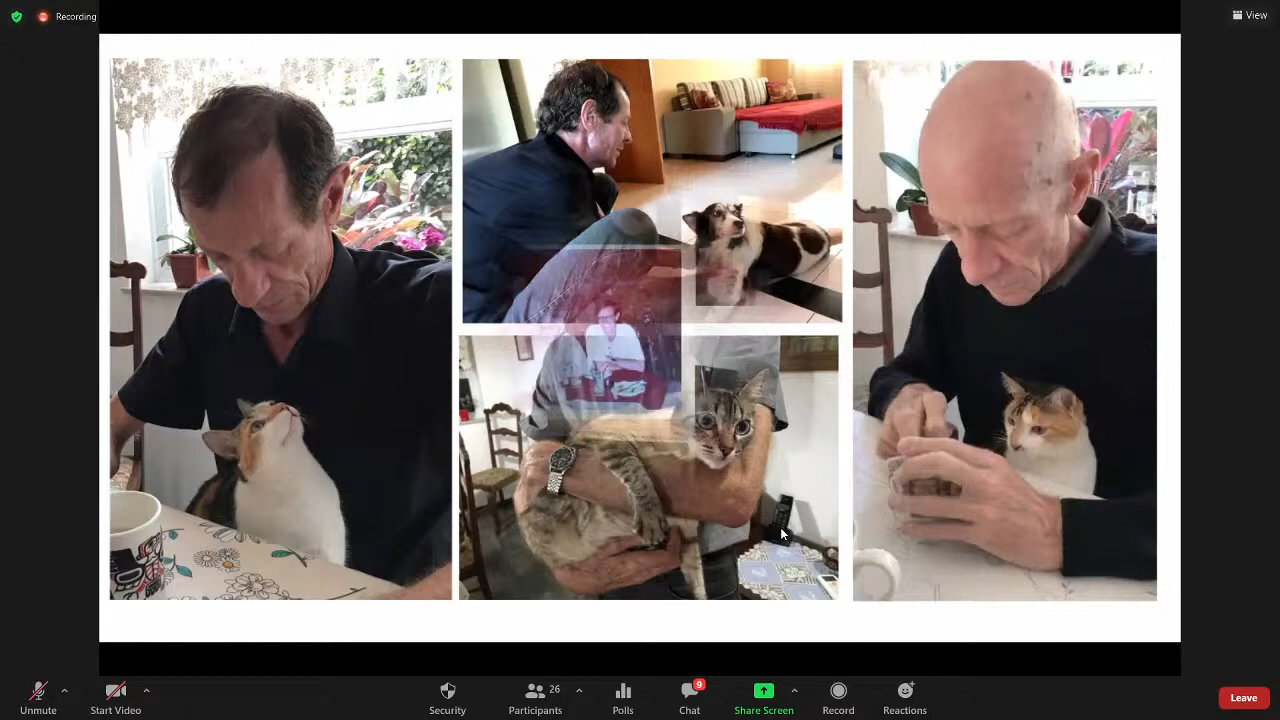 Recording
View
Unmute
Start Video
Security
Participants
26
Polls
Chat
9
Share Screen
Record
Reactions
Leave